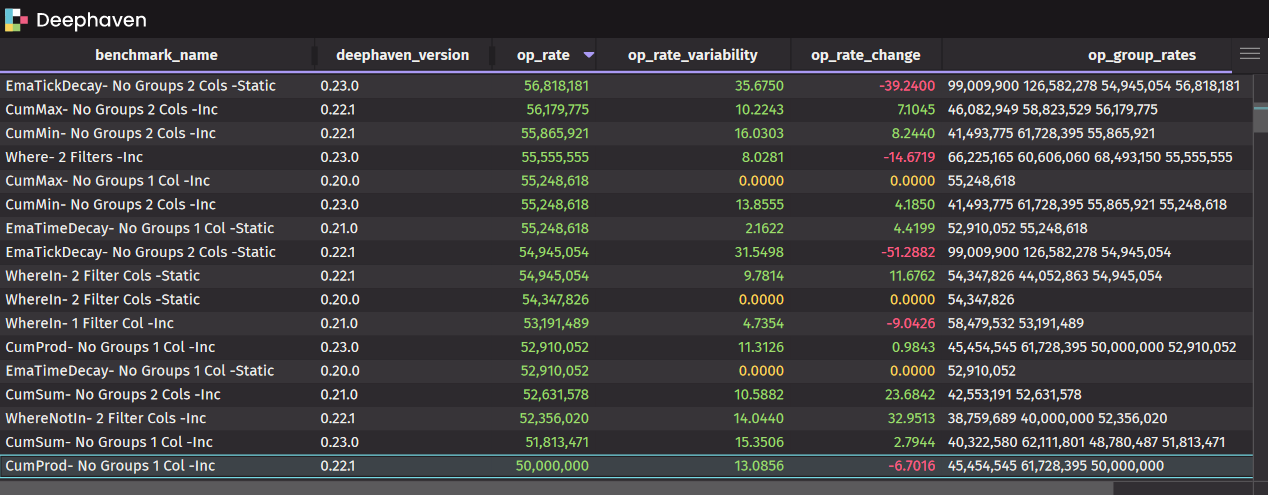 Deephaven
benchmark_name deephaven_version op_rate op_rate_variability op_rate_change op_group_rates
EmaTickDecay- No Groups 2 Cols -Static 0.23.0 56,818,181 35.6750 -39.2400 99,009,900 126,582,278 54,945,054 56,818,181
CumMax- No Groups 2 Cols -Inc 0.22.1 56,179,775 10.2243 7.1045 46,082,949 58,823,529 56,179,775
CumMin- No Groups 2 Cols -Inc 0.22.1 55,865,921 16.0303 8.2440 41,493,775 61,728,395 55,865,921
Where- 2 Filters -Inc 0.23.0 55,555,555 8.0281 -14.6719 66,225,165 60,606,060 68,493,150 55,555,555
CumMax- No Groups 1 Col -Inc 0.20.0 55,248,618 0.0000 0.0000 55,248,618
CumMin- No Groups 2 Cols -Inc 0.23.0 55,248,618 13.8555 4.1850 41,493,775 61,728,395 55,865,921 55,248,618
EmaTimeDecay- No Groups 1 Col -Static 0.21.0 55,248,618 2.1622 4.4199 52,910,052 55,248,618
EmaTickDecay- No Groups 2 Cols -Static 0.22.1 54,945,054 31.5498 -51.2882 99,009,900 126,582,278 54,945,054
WhereIn- 2 Filter Cols -Static 0.22.1 54,945,054 9.7814 11.6762 54,347,826 44,052,863 54,945,054
WhereIn- 2 Filter Cols -Static 0.20.0 54,347,826 0.0000 0.0000 54,347,826
WhereIn- 1 Filter Col -Inc 0.21.0 53,191,489 4.7354 -9.0426 58,479,532 53,191,489
CumProd- No Groups 1 Col -Inc 0.23.0 52,910,052 11.3126 0.9843 45,454,545 61,728,395 50,000,000 52,910,052
EmaTimeDecay- No Groups 1 Col -Static 0.20.0 52,910,052 0.0000 0.0000 52,910,052
CumSum- No Groups 2 Cols -Inc 0.21.0 52,631,578 10.5882 23.6842 42,553,191 52,631,578
WhereNotIn- 2 Filter Cols -Inc 0.22.1 52,356,020 14.0440 32.9513 38,759,689 40,000,000 52,356,020
CumSum- No Groups 1 Col -Inc 0.23.0 51,813,471 15.3506 2.7944 40,322,580 62,111,801 48,780,487 51,813,471
CumProd- No Groups 1 Col -Inc 0.22.1 50,000,000 13.0856 -6.7016 45,454,545 61,728,395 50,000,000